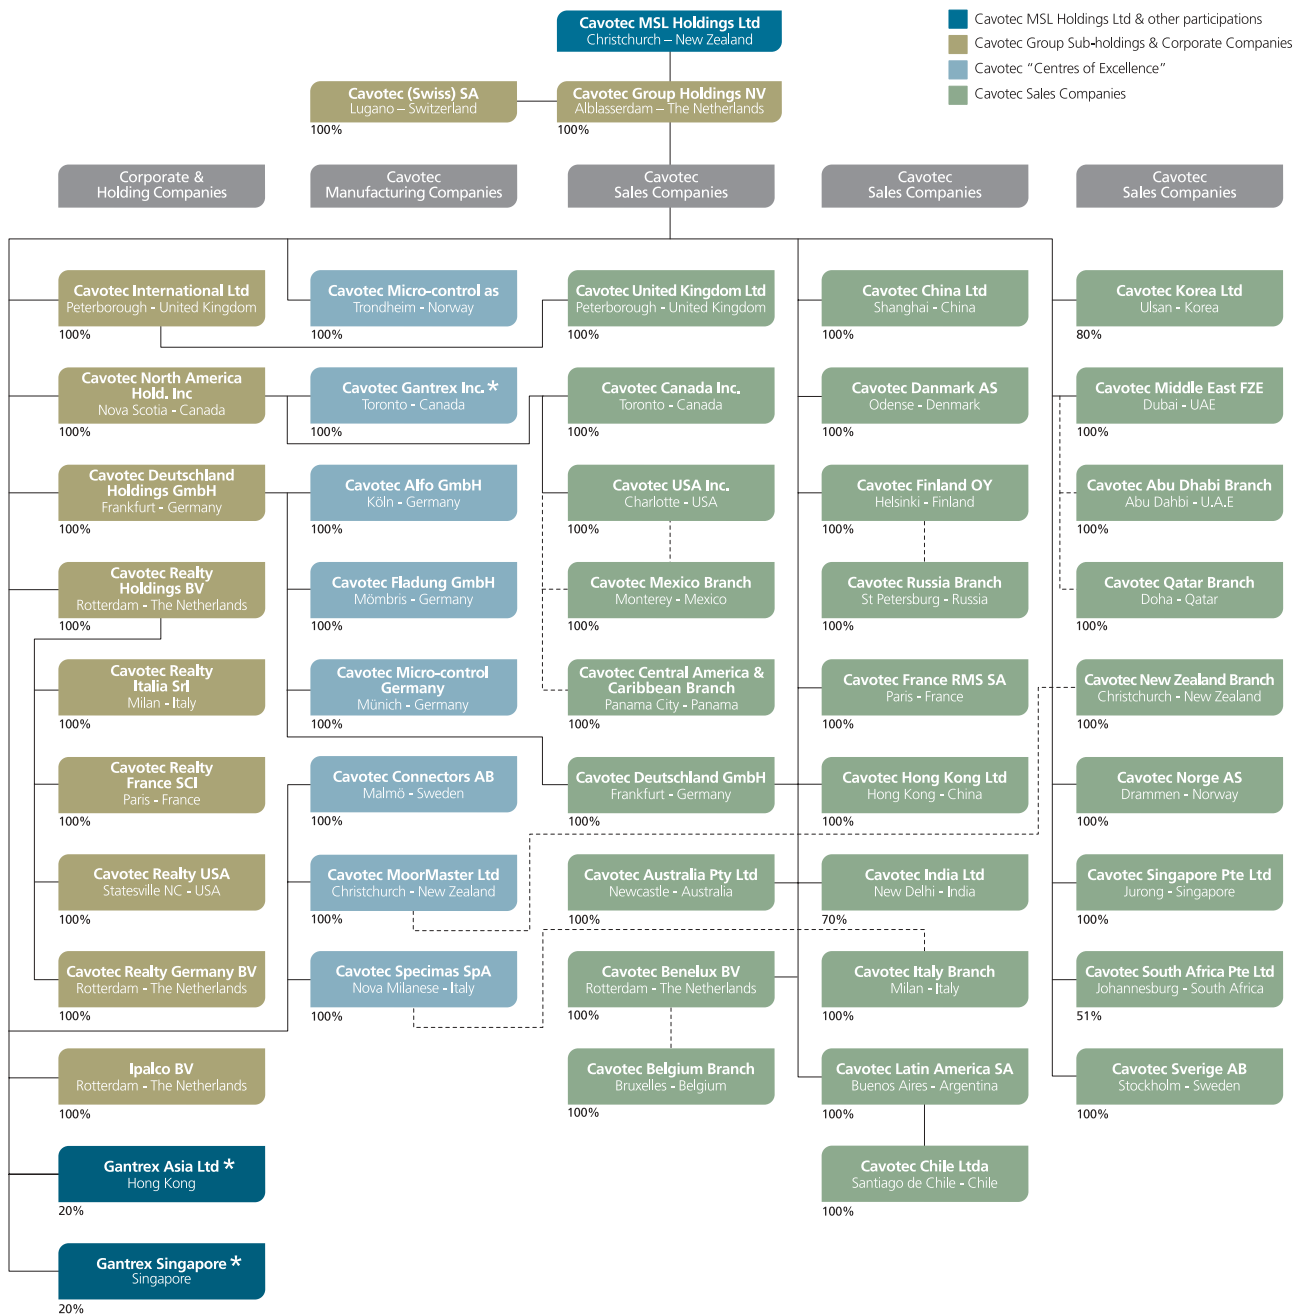 Cavotec MSL Holdings Ltd
Christchurch – New Zealand
Cavotec MSL Holdings Ltd & other participations
Cavotec Group Sub-holdings & Corporate Companies
Cavotec “Centres of Excellence”
Cavotec Sales Companies
Cavotec (Swiss) SA
Lugano – Switzerland
100%
Cavotec Group Holdings NV
Alblasserdam – The Netherlands
100%
Corporate &
Holding Companies
Cavotec
Manufacturing Companies
Cavotec
Sales Companies
Cavotec
Sales Companies
Cavotec
Sales Companies
Cavotec International Ltd
Peterborough - United Kingdom
100%
Cavotec Micro-control as
Trondheim - Norway
100%
Cavotec United Kingdom Ltd
Peterborough - United Kingdom
100%
Cavotec China Ltd
Shanghai - China
100%
Cavotec Korea Ltd
Ulsan - Korea
80%
Cavotec North America
Hold. Inc
Nova Scotia - Canada
100%
Cavotec Gantrex Inc. *
Toronto - Canada
100%
Cavotec Canada Inc.
Toronto - Canada
100%
Cavotec Danmark AS
Odense - Denmark
100%
Cavotec Middle East FZE
Dubai - UAE
100%
Cavotec Deutschland
Holdings GmbH
Frankfurt - Germany
100%
Cavotec Alfo GmbH
Köln - Germany
100%
Cavotec USA Inc.
Charlotte - USA
100%
Cavotec Finland OY
Helsinki - Finland
100%
Cavotec Abu Dhabi Branch
Abu Dahbi - U.A.E
100%
Cavotec Realty
Holdings BV
Rotterdam - The Netherlands
100%
Cavotec Fladung GmbH
Mömbris - Germany
100%
Cavotec Mexico Branch
Monterey - Mexico
100%
Cavotec Russia Branch
St Petersburg - Russia
100%
Cavotec Qatar Branch
Doha - Qatar
100%
Cavotec Realty
Italia Srl
Milan - Italy
100%
Cavotec Micro-control
Germany
Münich - Germany
100%
Cavotec Central America &
Caribbean Branch
Panama City - Panama
100%
Cavotec France RMS SA
Paris - France
100%
Cavotec New Zealand Branch
Christchurch - New Zealand
100%
Cavotec Realty
France SCI
Paris - France
100%
Cavotec Connectors AB
Malmö - Sweden
100%
Cavotec Deutschland GmbH
Frankfurt - Germany
100%
Cavotec Hong Kong Ltd
Hong Kong - China
100%
Cavotec Norge AS
Drammen - Norway
100%
Cavotec Realty USA
Statesville NC - USA
100%
Cavotec MoorMaster Ltd
Christchurch - New Zealand
100%
Cavotec Australia Pty Ltd
Newcastle - Australia
100%
Cavotec India Ltd
New Delhi - India
70%
Cavotec Singapore Pte Ltd
Jurong - Singapore
100%
Cavotec Realty Germany BV
Rotterdam - The Netherlands
100%
Cavotec Specimas SpA
Nova Milanese - Italy
100%
Cavotec Benelux BV
Rotterdam - The Netherlands
100%
Cavotec Italy Branch
Milan - Italy
100%
Cavotec South Africa Pte Ltd
Johannesburg - South Africa
51%
Ipalco BV
Rotterdam - The Netherlands
100%
Cavotec Belgium Branch
Bruxelles - Belgium
100%
Cavotec Latin America SA
Buenos Aires - Argentina
100%
Cavotec Sverige AB
Stockholm - Sweden
100%
Gantrex Asia Ltd *
Hong Kong
20%
Cavotec Chile Ltda
Santiago de Chile - Chile
100%
Gantrex Singapore *
Singapore
20%